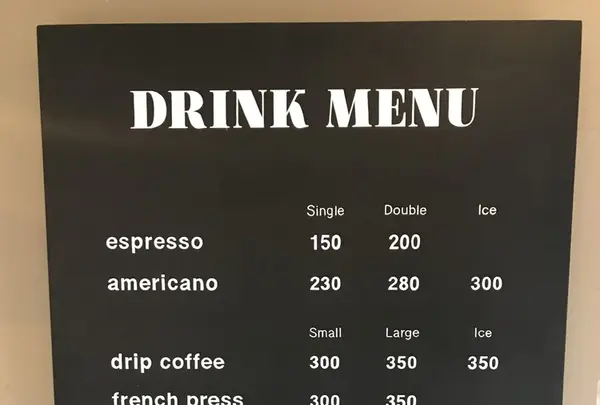 DRINK MENU
Single Double Ice
espresso 150 200
americano 230 280 300
Small Large Ice
drip coffee 300 350 350
french press 300 350